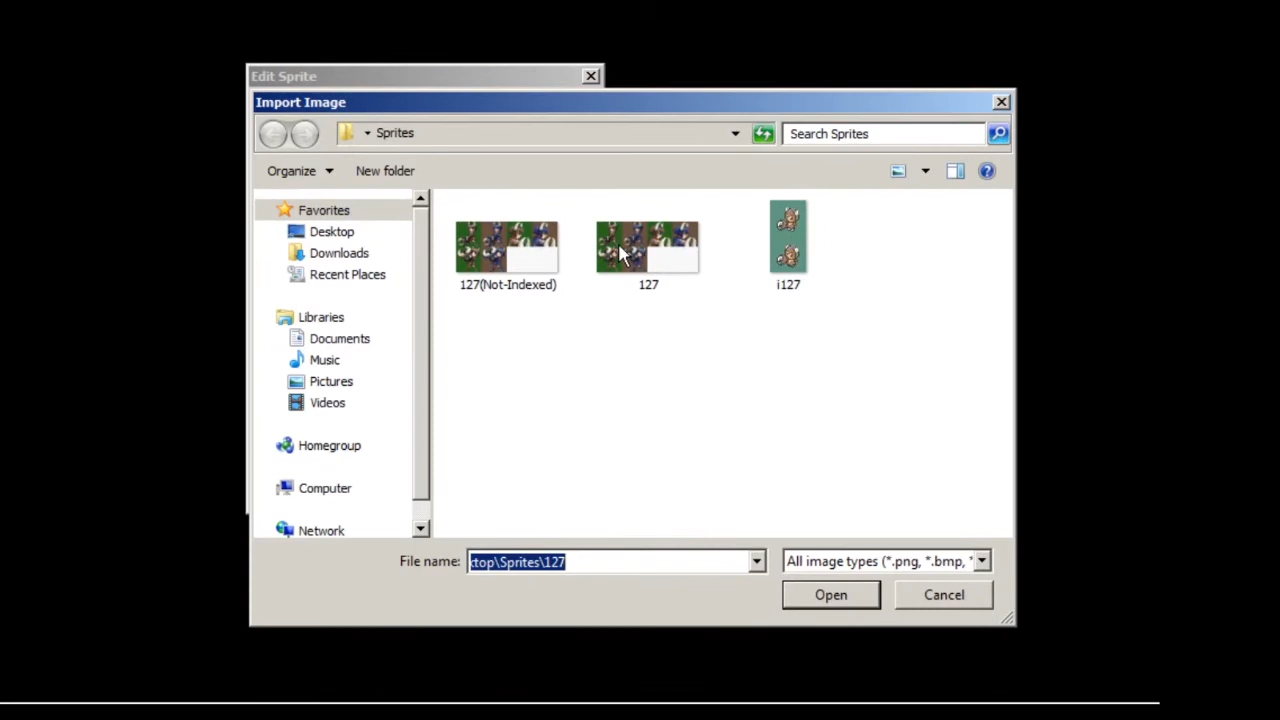 Edit Sprite
Import Image
Sprites
Search Sprites
Organize
New folder
Favorites
Desktop
Downloads
Recent Places
Libraries
Documents
Music
Pictures
Videos
Homegroup
Computer
Network
127(Not-Indexed)
127
i127
File name:
ktop\Sprites\127
All image types (*.png, *.bmp, *
Open
Cancel